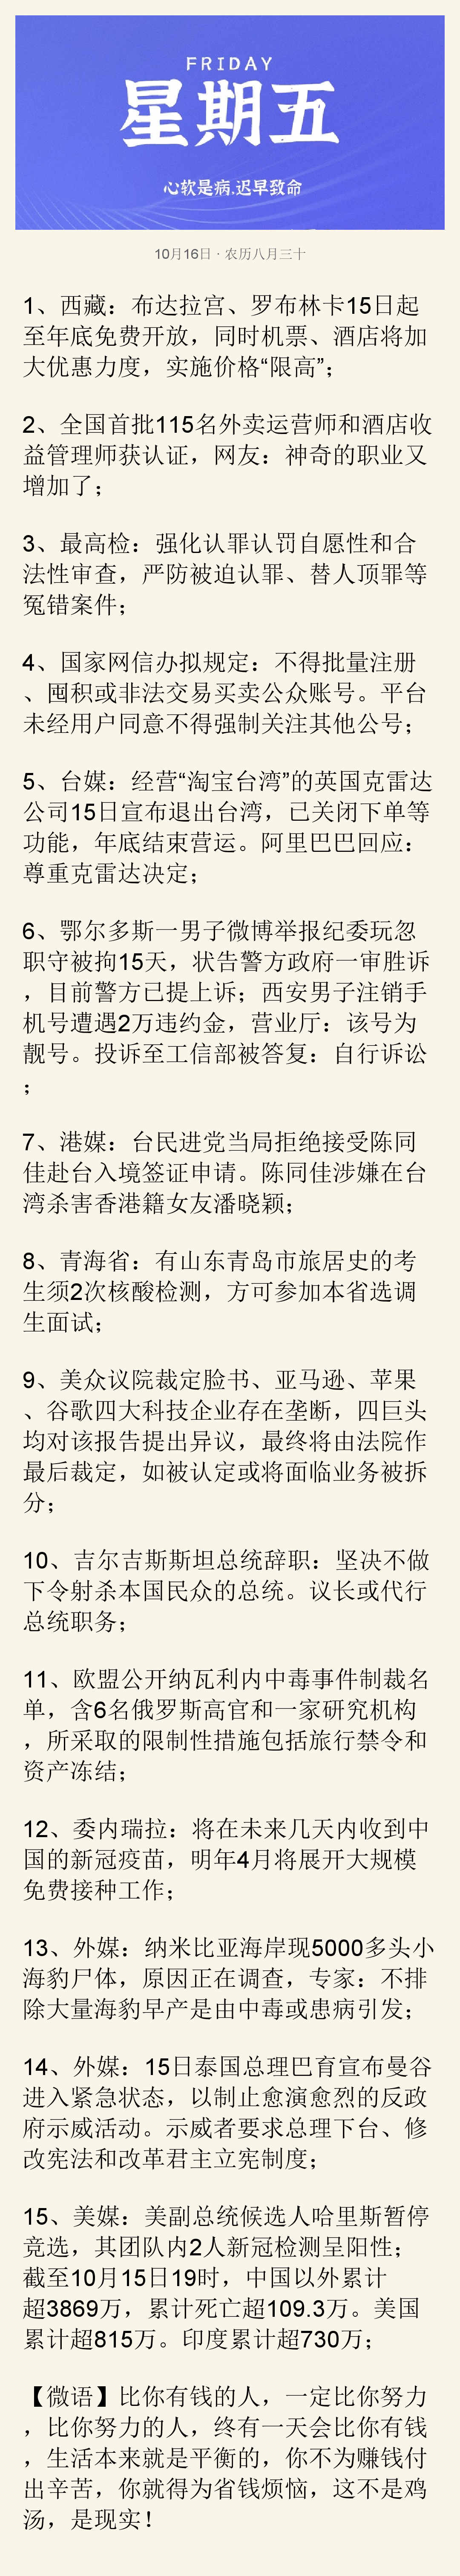 FRIDAY
星期五
心软是病,迟早致命
10月16日 · 农历八月三十
1、西藏：布达拉宫、罗布林卡15日起
至年底免费开放，同时机票、酒店将加
大优惠力度，实施价格“限高”；
2、全国首批115名外卖运营师和酒店收
益管理师获认证，网友：神奇的职业又
增加了；
3、最高检：强化认罪认罚自愿性和合
法性审查，严防被迫认罪、替人顶罪等
冤错案件；
4、国家网信办拟规定：不得批量注册
、囤积或非法交易买卖公众账号。平台
未经用户同意不得强制关注其他公号；
5、台媒：经营“淘宝台湾”的英国克雷达
公司15日宣布退出台湾，已关闭下单等
功能，年底结束营运。阿里巴巴回应：
尊重克雷达决定；
6、鄂尔多斯一男子微博举报纪委玩忽
职守被拘15天，状告警方政府一审胜诉
，目前警方已提上诉；西安男子注销手
机号遭遇2万违约金，营业厅：该号为
靓号。投诉至工信部被答复：自行诉讼
；
7、港媒：台民进党当局拒绝接受陈同
佳赴台入境签证申请。陈同佳涉嫌在台
湾杀害香港籍女友潘晓颖；
8、青海省：有山东青岛市旅居史的考
生须2次核酸检测，方可参加本省选调
生面试；
9、美众议院裁定脸书、亚马逊、苹果
、谷歌四大科技企业存在垄断，四巨头
均对该报告提出异议，最终将由法院作
最后裁定，如被认定或将面临业务被拆
分；
10、吉尔吉斯斯坦总统辞职：坚决不做
下令射杀本国民众的总统。议长或代行
总统职务；
11、欧盟公开纳瓦利内中毒事件制裁名
单，含6名俄罗斯高官和一家研究机构
，所采取的限制性措施包括旅行禁令和
资产冻结；
12、委内瑞拉：将在未来几天内收到中
国的新冠疫苗，明年4月将展开大规模
免费接种工作；
13、外媒：纳米比亚海岸现5000多头小
海豹尸体，原因正在调查，专家：不排
除大量海豹早产是由中毒或患病引发；
14、外媒：15日泰国总理巴育宣布曼谷
进入紧急状态，以制止愈演愈烈的反政
府示威活动。示威者要求总理下台、修
改宪法和改革君主立宪制度；
15、美媒：美副总统候选人哈里斯暂停
竞选，其团队内2人新冠检测呈阳性；
截至10月15日19时，中国以外累计
超3869万，累计死亡超109.3万。美国
累计超815万。印度累计超730万；
【微语】比你有钱的人，一定比你努力
，比你努力的人，终有一天会比你有钱
，生活本来就是平衡的，你不为赚钱付
出辛苦，你就得为省钱烦恼，这不是鸡
汤，是现实！